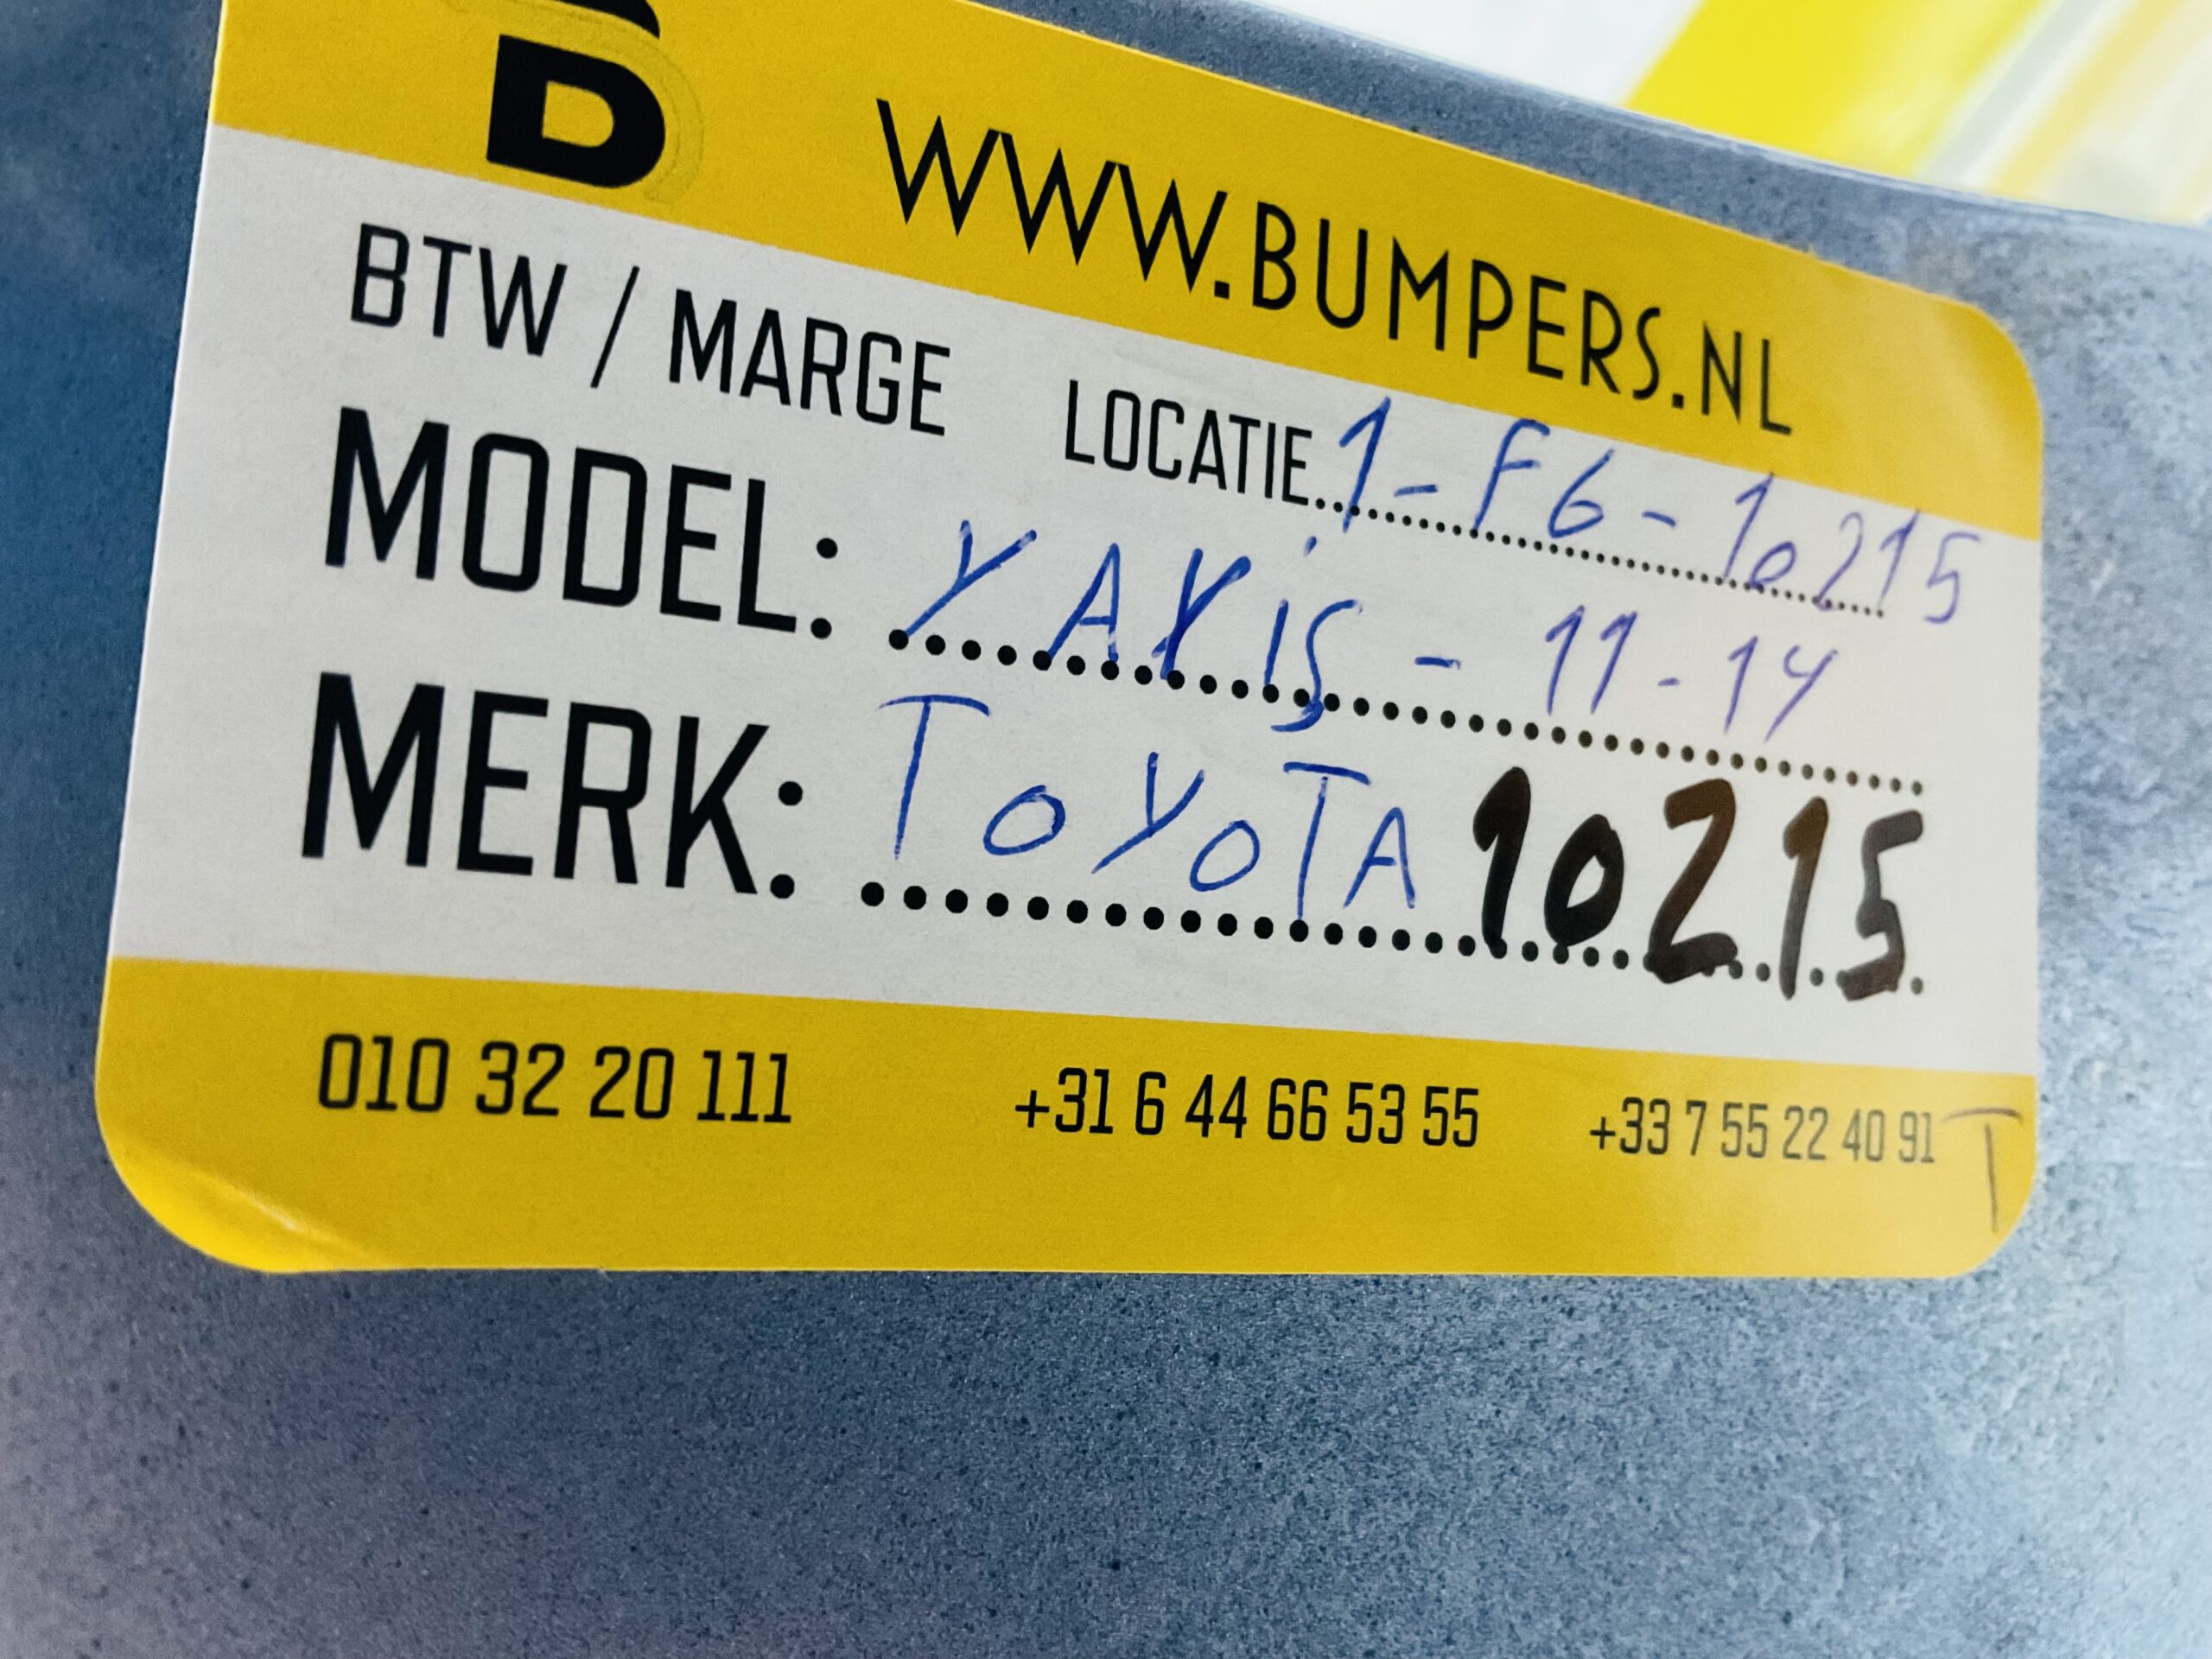 B
WWW.BUMPERS.NL
BTW / MARGE LOCATIE..1-F6-10215
MODEL: YAYiS - 11-14
MERK: ToYoTA 10215
010 32 20 111 +31 6 44 66 53 55 +33 7 55 22 40 91 T